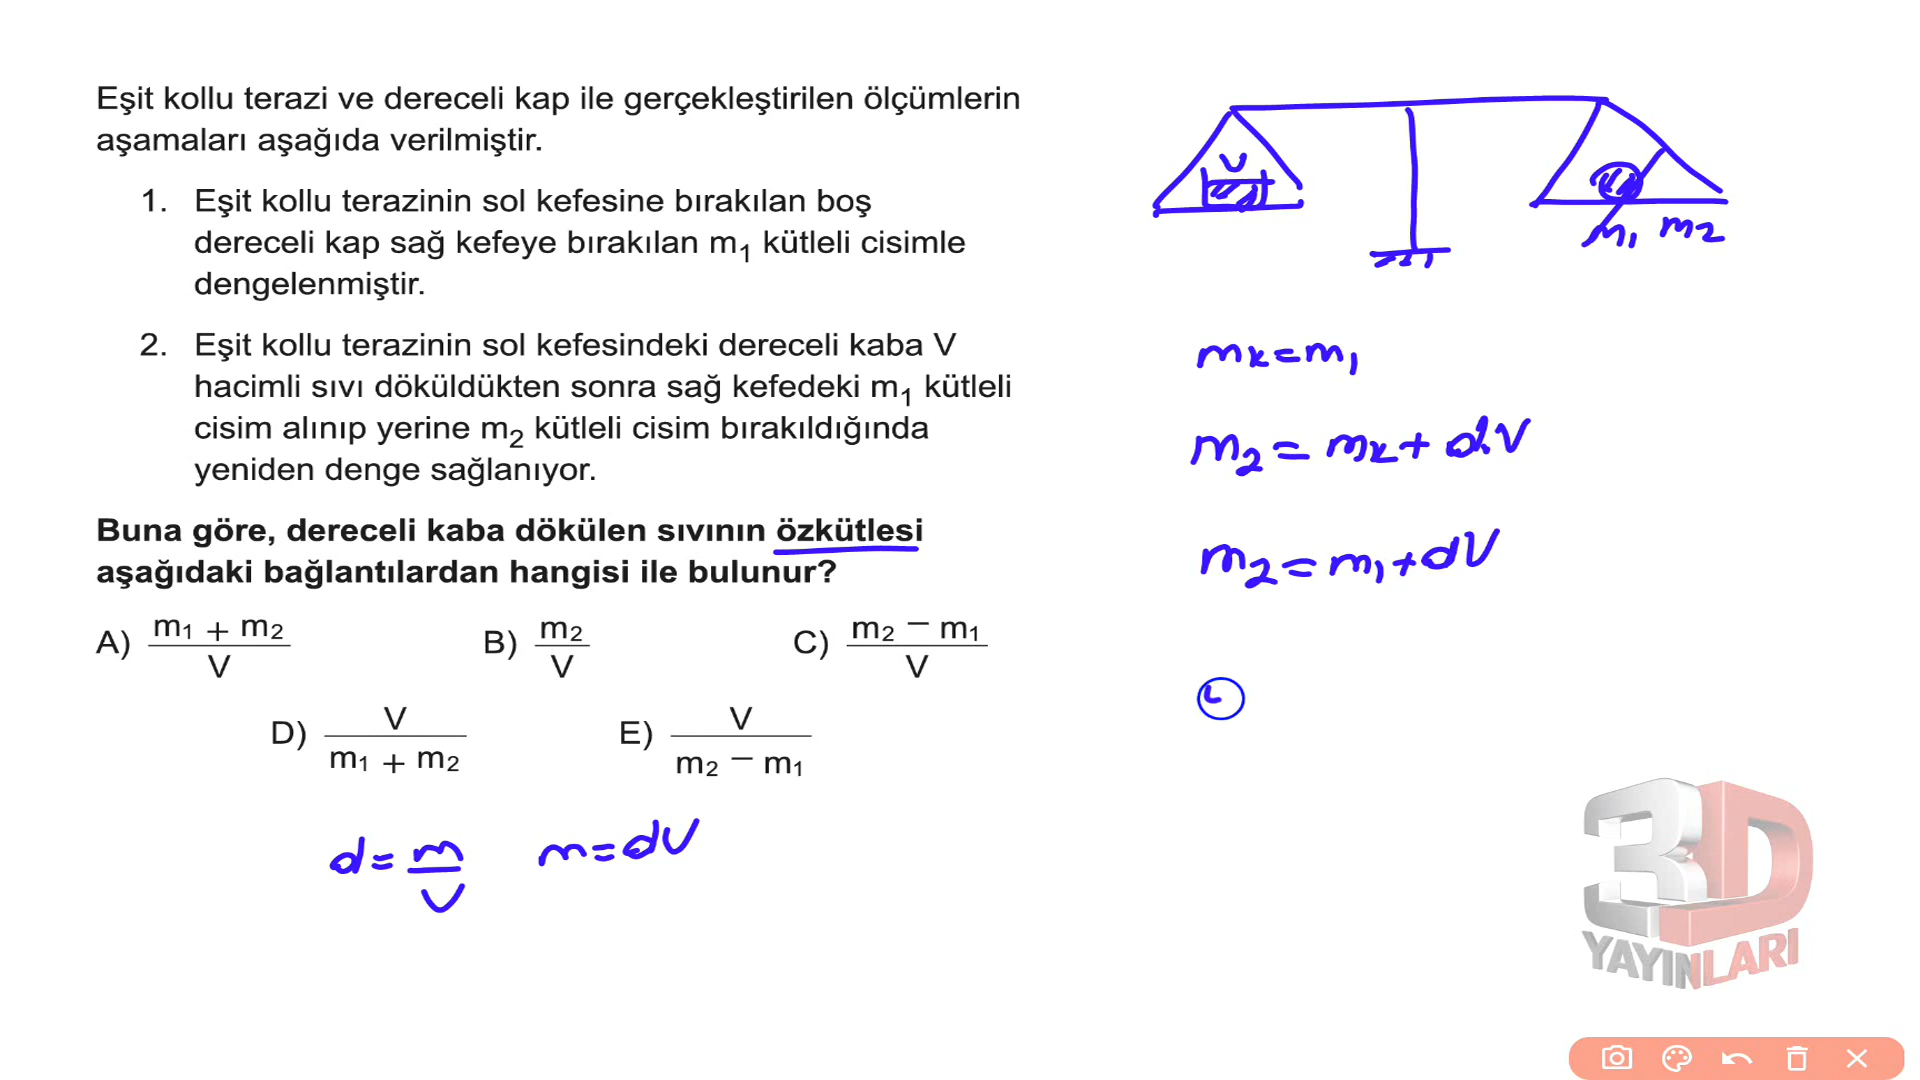 Eşit kollu terazi ve dereceli kap ile gerçekleştirilen ölçümlerin
aşamaları aşağıda verilmiştir.
1. Eşit kollu terazinin sol kefesine bırakılan boş
dereceli kap sağ kefeye bırakılan m₁ kütleli cisimle
dengelenmiştir.
2. Eşit kollu terazinin sol kefesindeki dereceli kaba V
hacimli sıvı döküldükten sonra sağ kefedeki m₁ kütleli
cisim alınıp yerine m₂ kütleli cisim bırakıldığında
yeniden denge sağlanıyor.
Buna göre, dereceli kaba dökülen sıvının özkütlesi
aşağıdaki bağlantılardan hangisi ile bulunur?
A) (m₁ + m₂)/V B) m₂/V C) (m₂ − m₁)/V
D) V/(m₁ + m₂) E) V/(m₂ − m₁)
d = m/V m = dV
V
m₁ m₂
mₖ = m₁
m₂ = mₖ + d.V
m₂ = m₁ + dV
3D
YAYINLARI